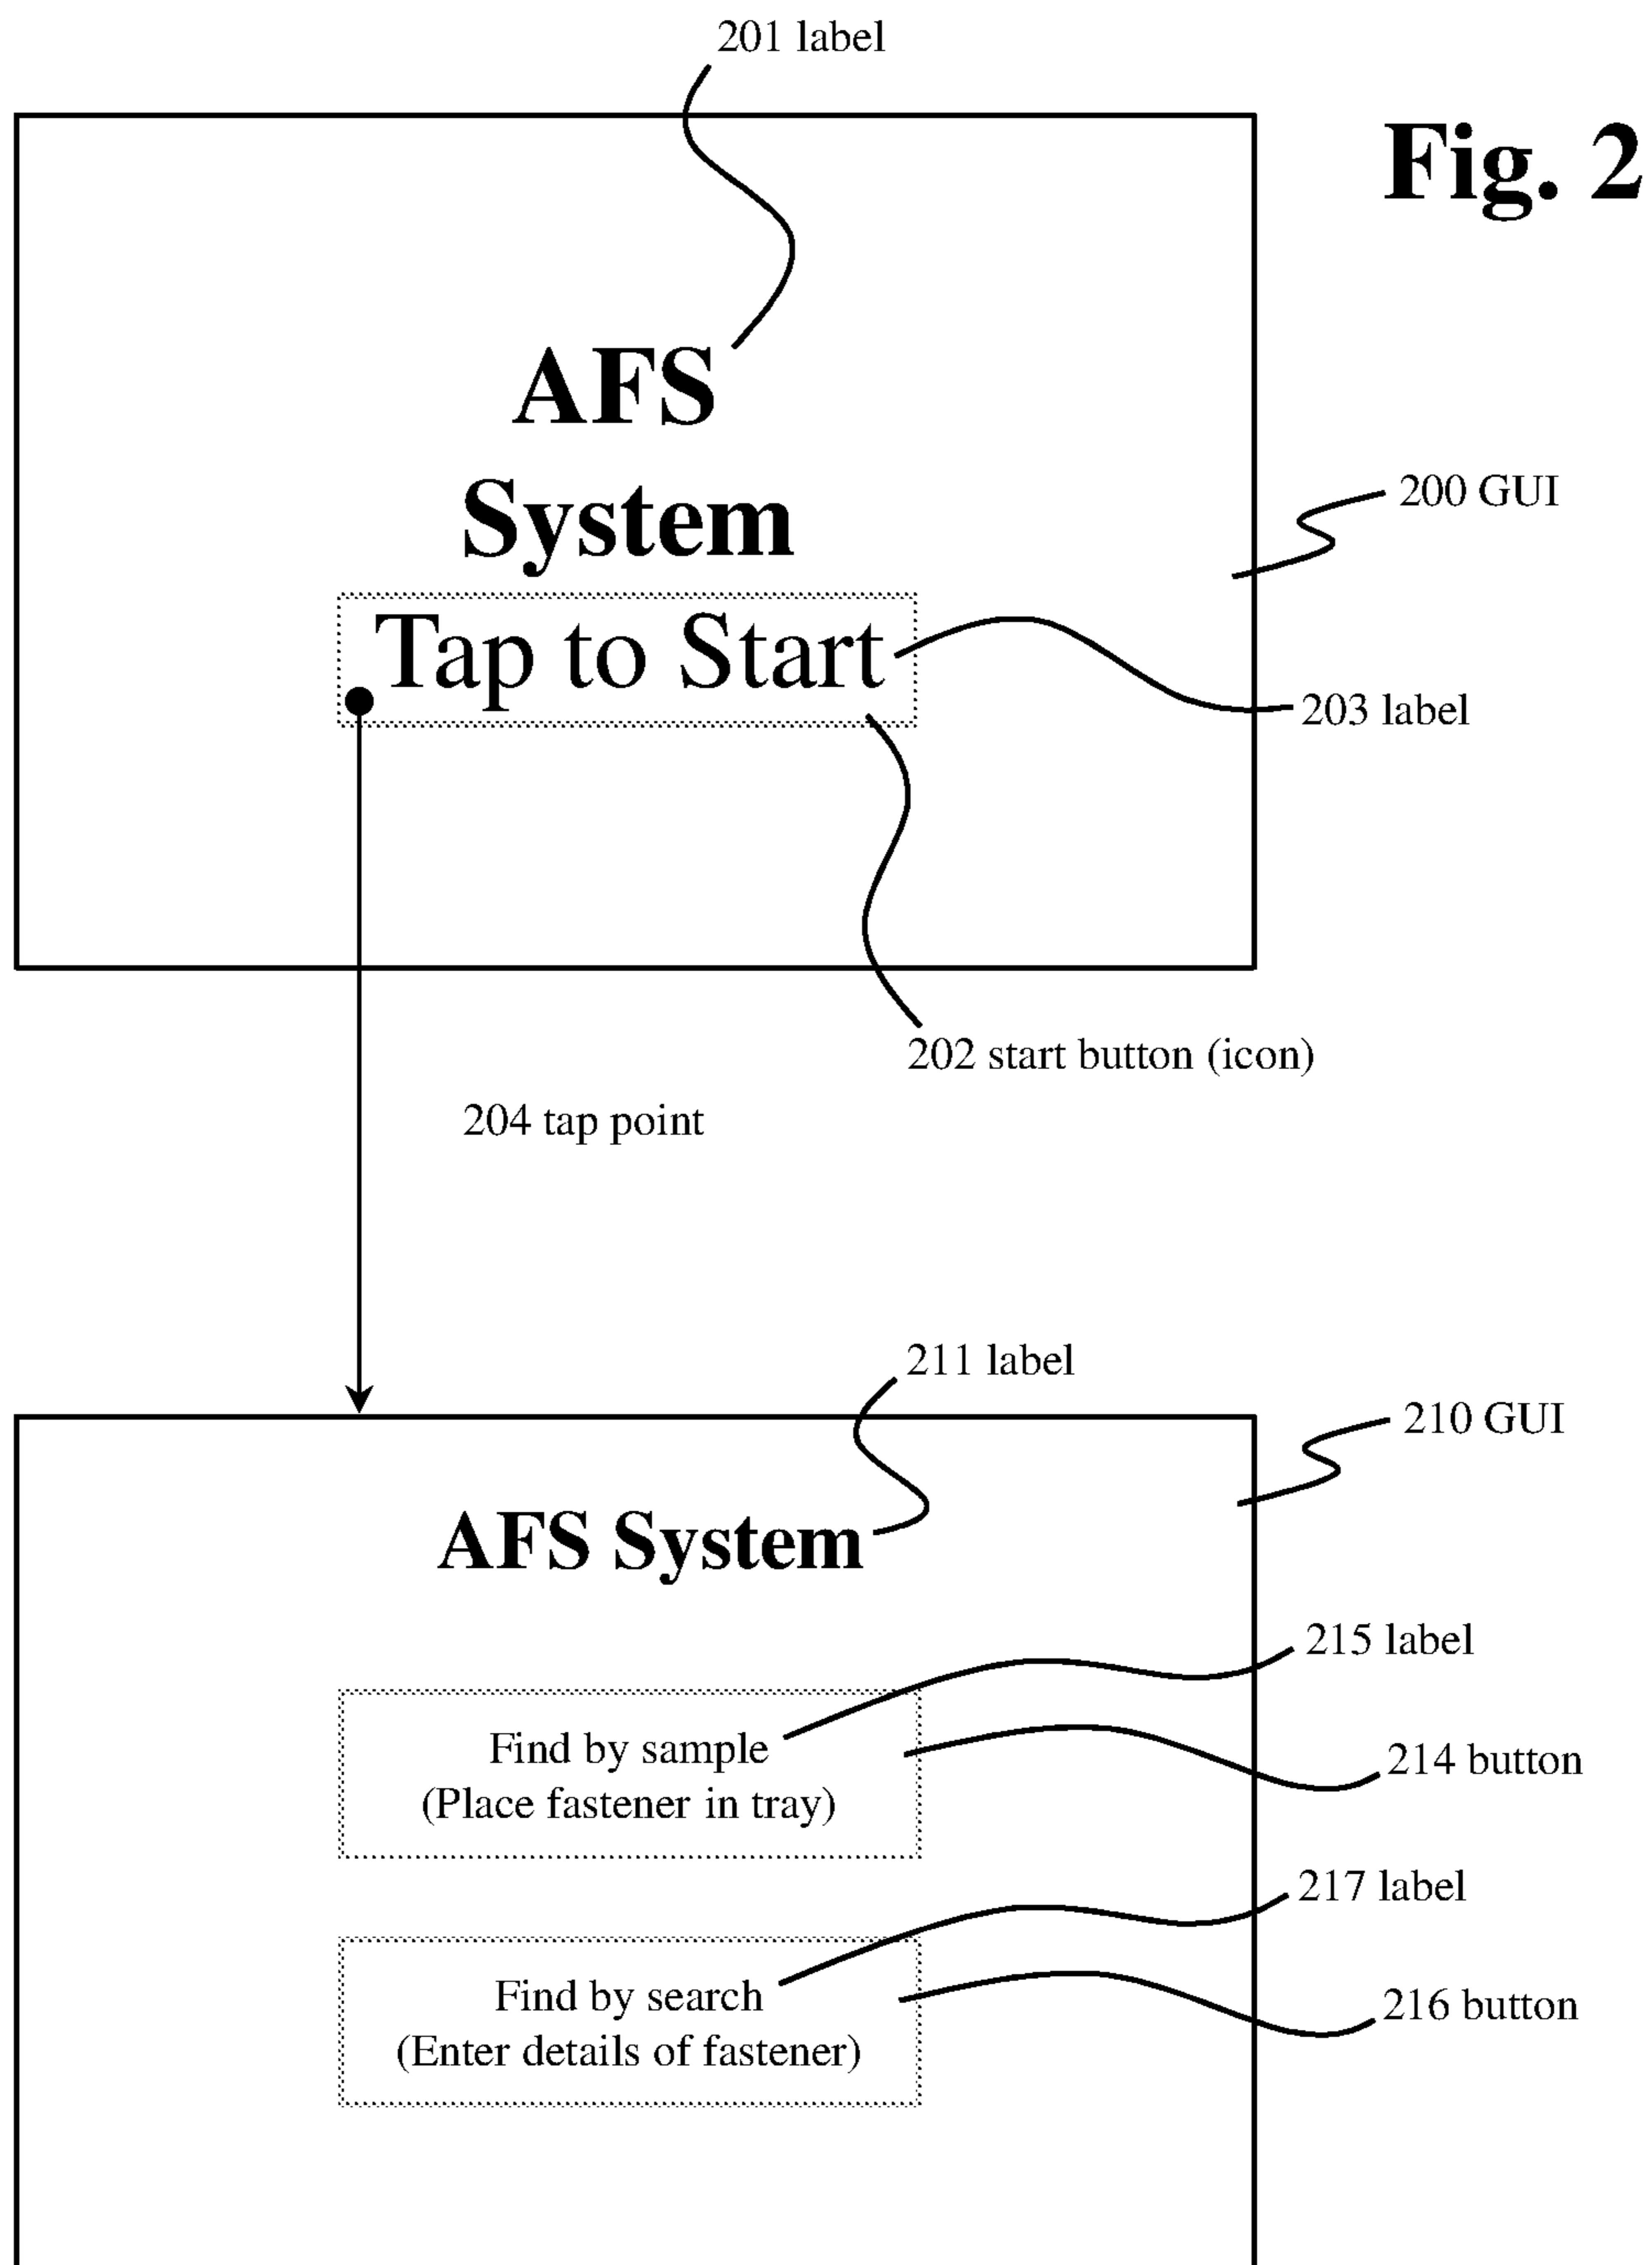 201 label
Fig. 2
AFS
System
200 GUI
Tap to Start
203 label
202 start button (icon)
204 tap point
211 label
210 GUI
AFS System
215 label
Find by sample
(Place fastener in tray)
214 button
217 label
Find by search
(Enter details of fastener)
216 button